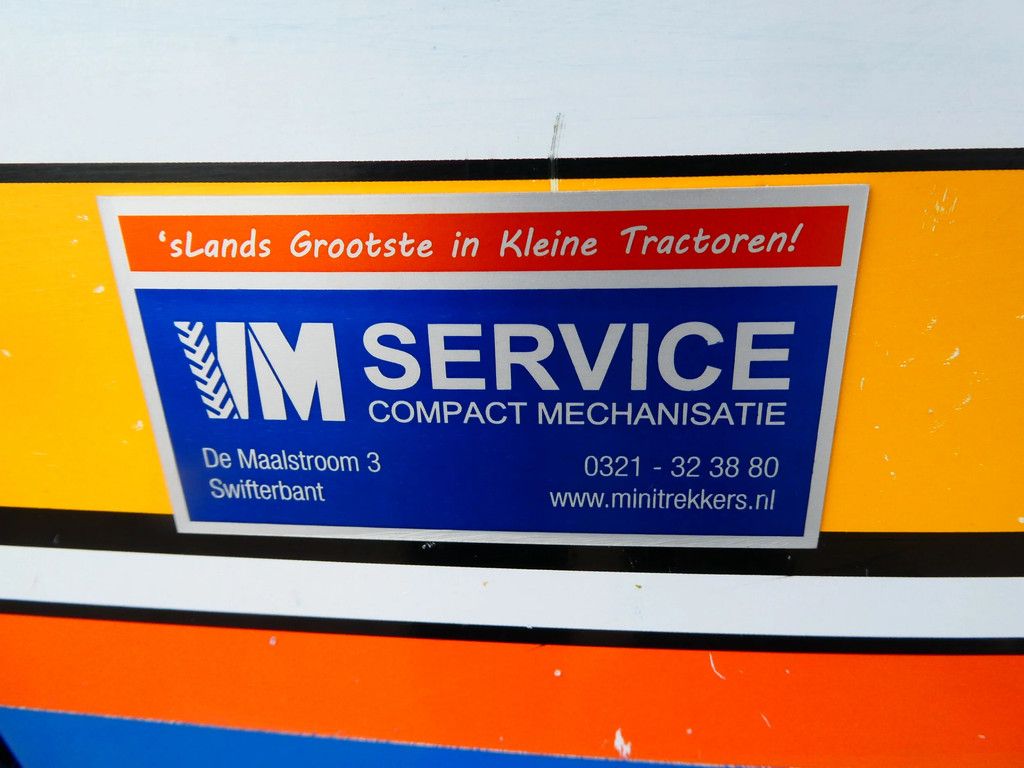 'sLands Grootste in Kleine Tractoren!
VM SERVICE
COMPACT MECHANISATIE
De Maalstroom 3
Swifterbant
0321 - 32 38 80
www.minitrekkers.nl